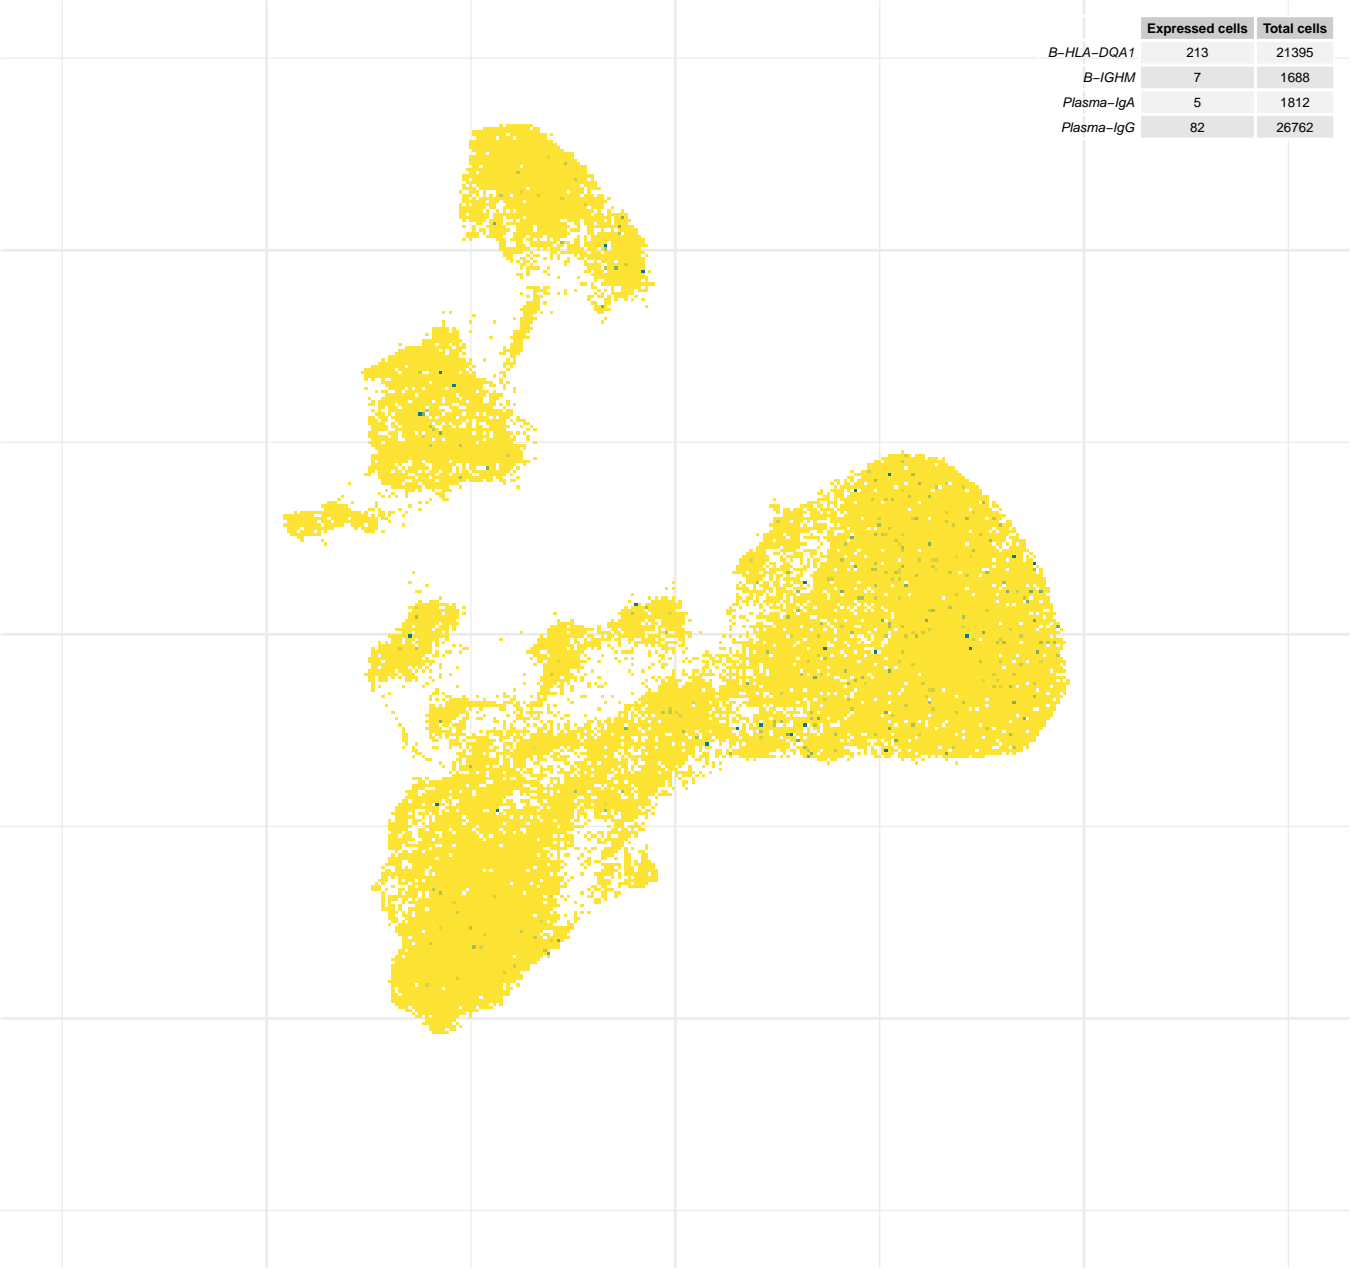 Expressed cells Total cells
B−HLA−DQA1 213 21395
B−IGHM 7 1688
Plasma−IgA 5 1812
Plasma−IgG 82 26762